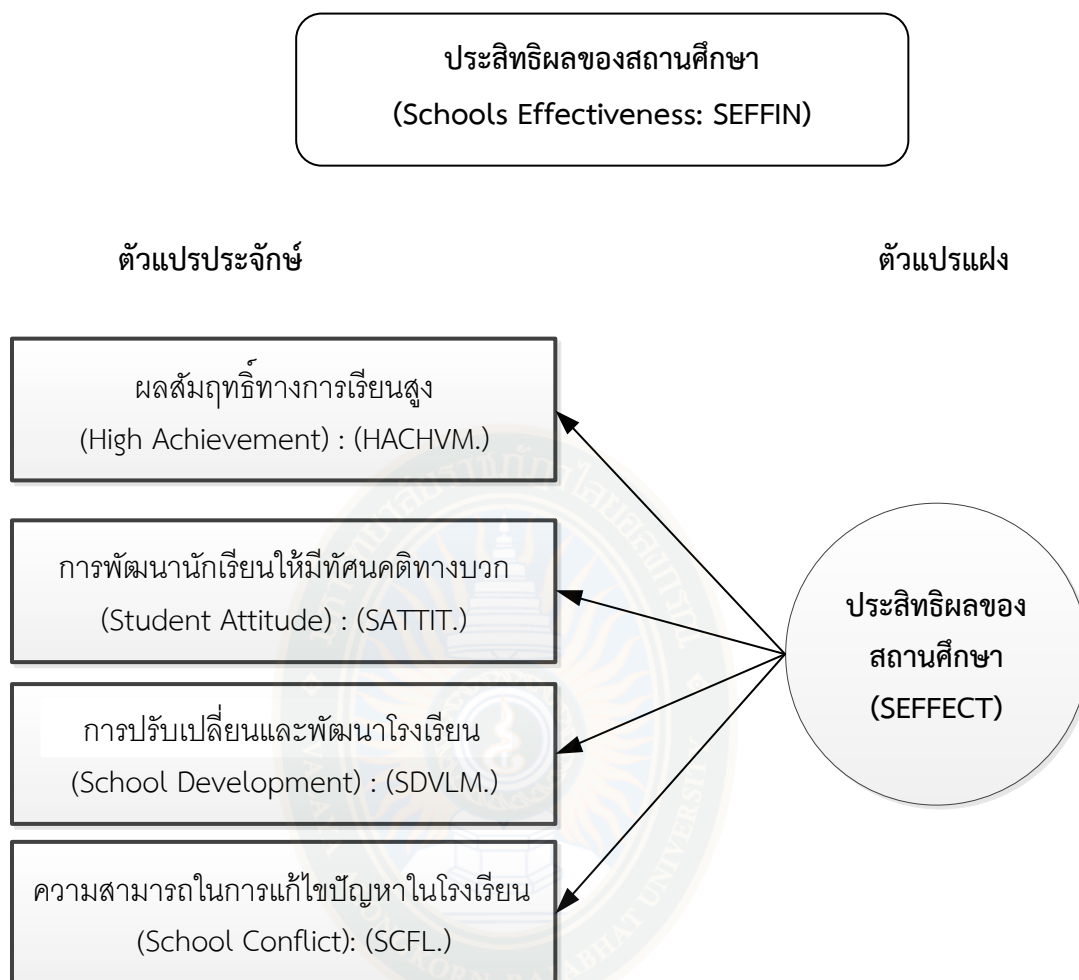 ประสิทธิผลของสถานศึกษา
(Schools Effectiveness: SEFFIN)
ตัวแปรประจักษ์
ตัวแปรแฝง
ผลสัมฤทธิ์ทางการเรียนสูง
(High Achievement) : (HACHVM.)
การพัฒนานักเรียนให้มีทัศนคติทางบวก
(Student Attitude) : (SATTIT.)
การปรับเปลี่ยนและพัฒนาโรงเรียน
(School Development) : (SDVLM.)
ความสามารถในการแก้ไขปัญหาในโรงเรียน
(School Conflict): (SCFL.)
ประสิทธิผลของ
สถานศึกษา
(SEFFECT)